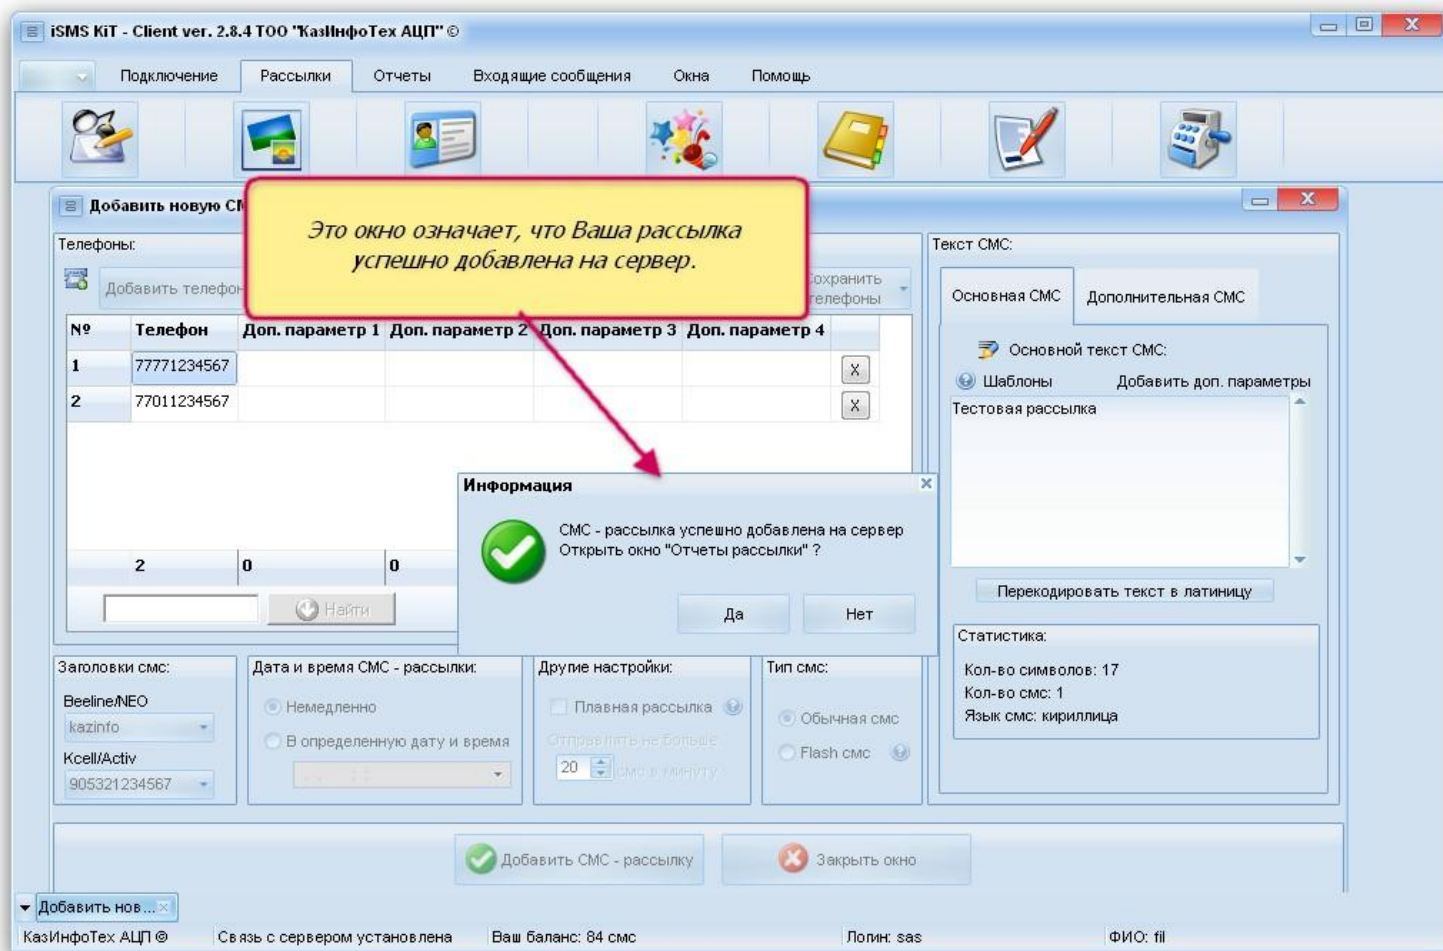 iSMS KiT - Client ver. 2.8.4 ТОО "КазИнфоТех АЦП" ©
Подключение Рассылки Отчеты Входящие сообщения Окна Помощь
Добавить новую
Это окно означает, что Ваша рассылка
успешно добавлена на сервер.
Телефоны:
Добавить
телефоны
№ Телефон Доп. параметр 1 Доп. параметр 2 Доп. параметр 3 Доп. параметр 4
1 77771234567 X
2 77011234567 X
2 0 0
Найти
Текст СМС:
Основная СМС Дополнительная СМС
Основной текст СМС:
Шаблоны Добавить доп. параметры
Тестовая рассылка
Перекодировать текст в латиницу
Статистика:
Кол-во символов: 17
Кол-во смс: 1
Язык смс: кириллица
Информация
СМС - рассылка успешно добавлена на сервер
Открыть окно "Отчеты рассылки" ?
Да Нет
Заголовки смс:
Beeline/NEO
kazinfo
Kcell/Activ
905321234567
Дата и время СМС - рассылки:
Немедленно
В определенную дату и время
Другие настройки:
Плавная рассылка
Отправлять не больше
20 смс в минуту
Тип смс:
Обычная смс
Flash смс
Добавить СМС - рассылку Закрыть окно
Добавить нов...
КазИнфоТех АЦП © Связь с сервером установлена Ваш баланс: 84 смс Логин: sas ФИО: fil